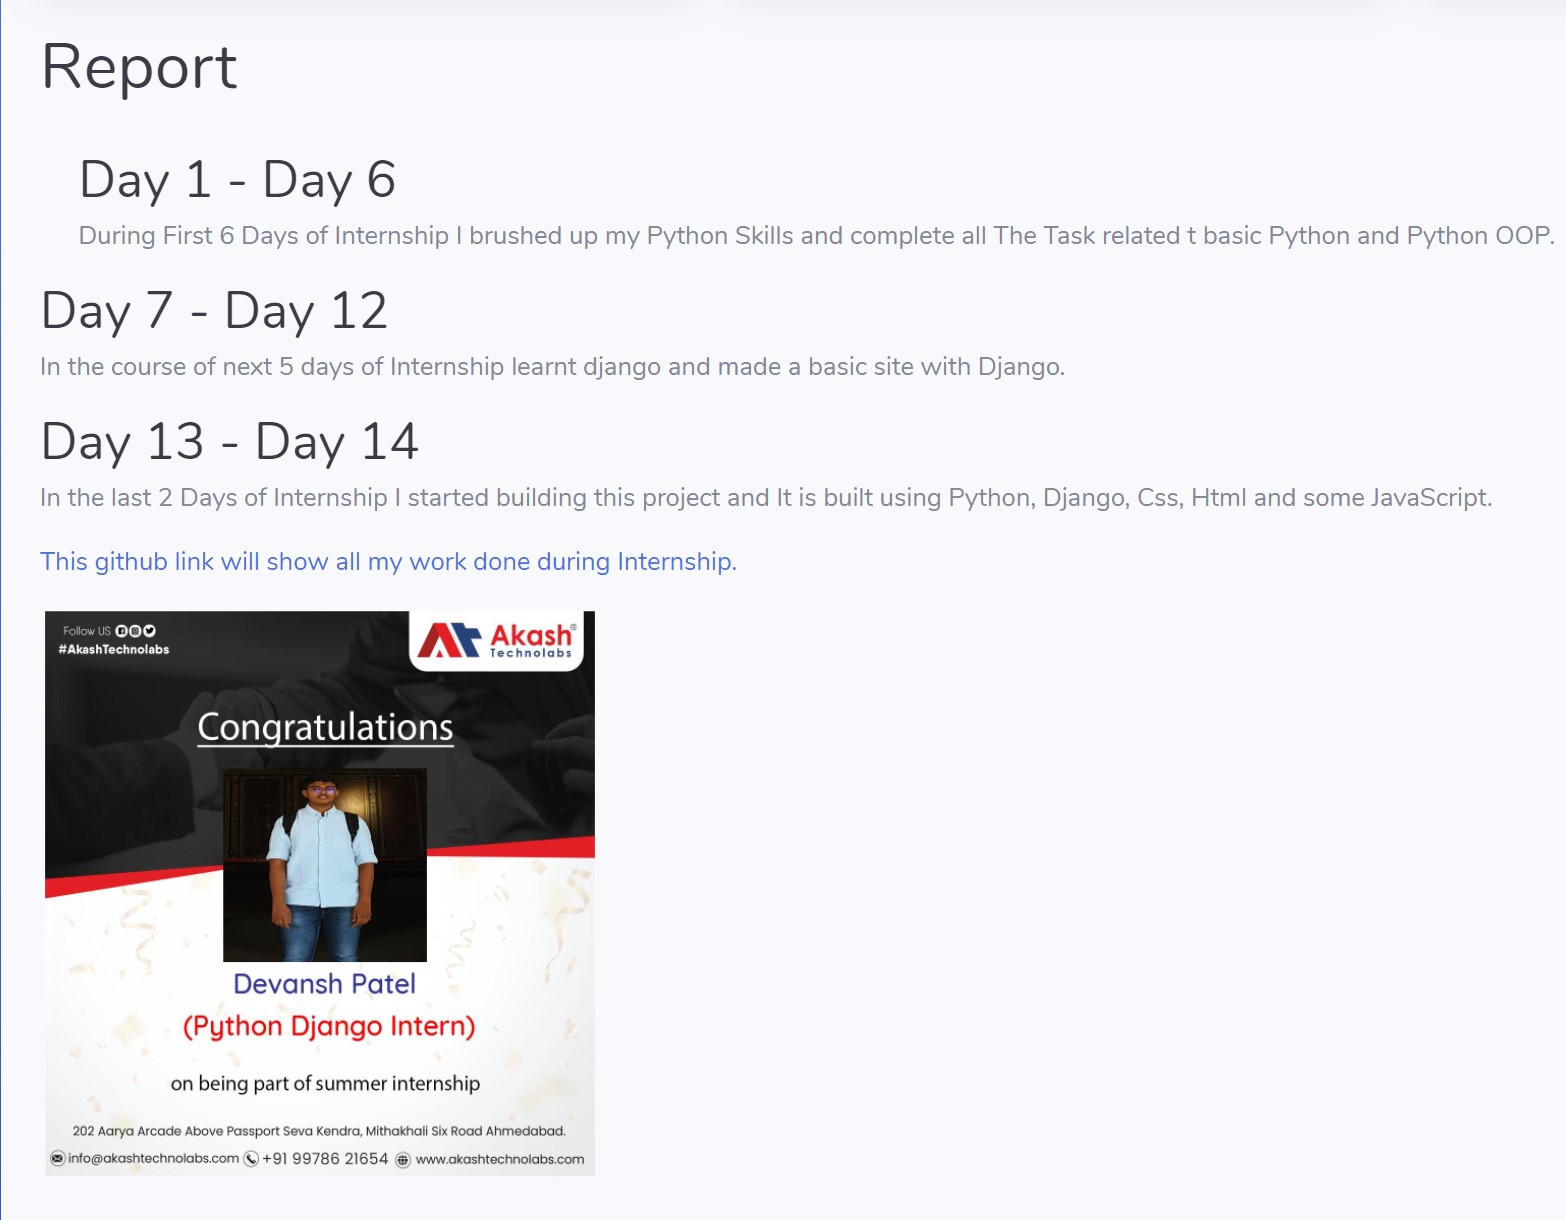 Report
Day 1 - Day 6
During First 6 Days of Internship I brushed up my Python Skills and complete all The Task related t basic Python and Python OOP.
Day 7 - Day 12
In the course of next 5 days of Internship learnt django and made a basic site with Django.
Day 13 - Day 14
In the last 2 Days of Internship I started building this project and It is built using Python, Django, Css, Html and some JavaScript.
This github link will show all my work done during Internship.
Follow US
#AkashTechnolabs
Akash®
Technolabs
Congratulations
Devansh Patel
(Python Django Intern)
on being part of summer internship
202 Aarya Arcade Above Passport Seva Kendra, Mithakhali Six Road Ahmedabad.
info@akashtechnolabs.com +91 99786 21654 www.akashtechnolabs.com